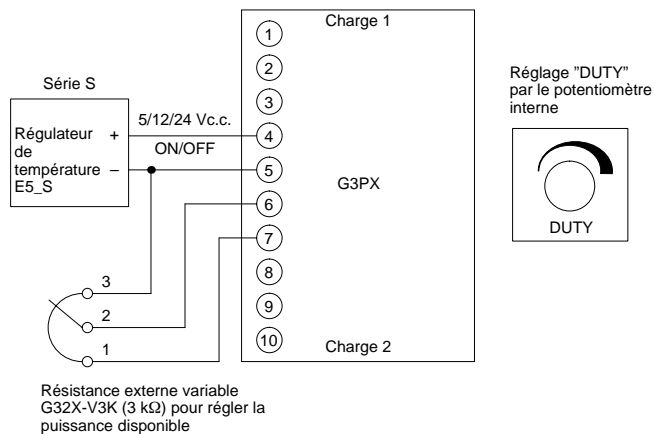 Charge 1
1
2
3
4
5
6
7
8
9
10
G3PX
Charge 2
Série S
Régulateur +
de
température –
E5_S
5/12/24 Vc.c.
ON/OFF
3
2
1
Résistance externe variable
G32X-V3K (3 kΩ) pour régler la
puissance disponible
Réglage "DUTY"
par le potentiomètre
interne
DUTY